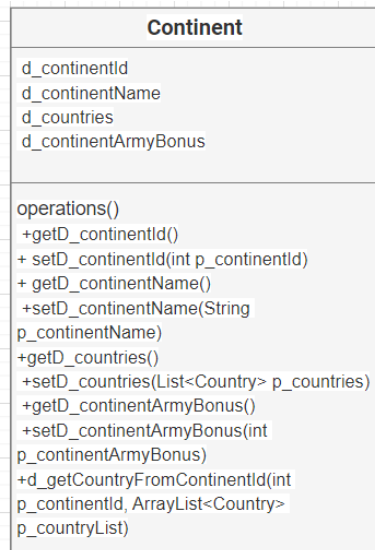 Continent
d_continentId
d_continentName
d_countries
d_continentArmyBonus
operations()
+getD_continentId()
+ setD_continentId(int p_continentId)
+ getD_continentName()
+setD_continentName(String
p_continentName)
+getD_countries()
+setD_countries(List<Country> p_countries)
+getD_continentArmyBonus()
+setD_continentArmyBonus(int
p_continentArmyBonus)
+d_getCountryFromContinentId(int
p_continentId, ArrayList<Country>
p_countryList)